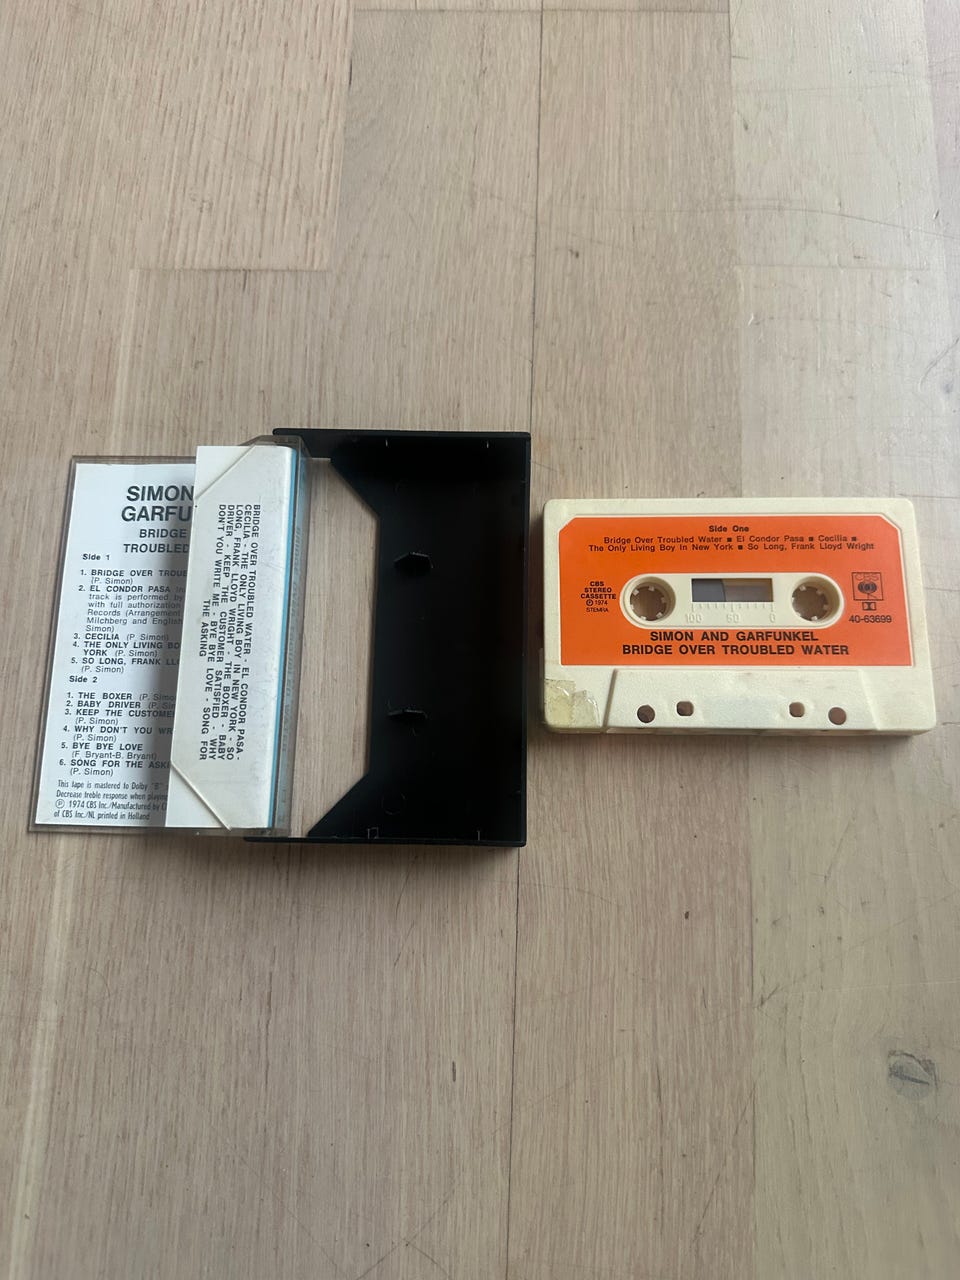 SIMON
GARFU
BRIDGE
TROUBLED
Side 1
1. BRIDGE OVER TROUB
(P. Simon)
2. EL CONDOR PASA
track is performed by
with full authorization
Records (Arrangement
Milchberg and English
Simon)
3. CECILIA (P Simon)
4. THE ONLY LIVING BO
YORK (P. Simon)
5. SO LONG, FRANK LL
(P. Simon)
Side 2
1. THE BOXER (P. Simo
2. BABY DRIVER (P. Si
3. KEEP THE CUSTOME
(P. Simon)
4. WHY DON'T YOU WR
(P. Simon)
5. BYE BYE LOVE
(F. Bryant-B. Bryant)
6. SONG FOR THE ASKI
(P. Simon)
This tape is mastered to Dolby "B"
Decrease treble response when playing
Ⓟ 1974 CBS Inc./Manufactured by C
of CBS Inc./NL printed in Holland
BRIDGE OVER TROUBLED WATER - EL CONDOR PASA -
CECILIA - THE ONLY LIVING BOY IN NEW YORK - SO
LONG, FRANK LLOYD WRIGHT - THE BOXER - BABY
DRIVER - KEEP THE CUSTOMER SATISFIED - WHY
DON'T YOU WRITE ME - BYE BYE LOVE - SONG FOR
THE ASKING
Side One
Bridge Over Troubled Water ■ El Condor Pasa ■ Cecilia ■
The Only Living Boy In New York ■ So Long, Frank Lloyd Wright
CBS
STEREO
CASSETTE
Ⓟ 1974
STEMRA
100 50 0
CBS
40-63699
SIMON AND GARFUNKEL
BRIDGE OVER TROUBLED WATER